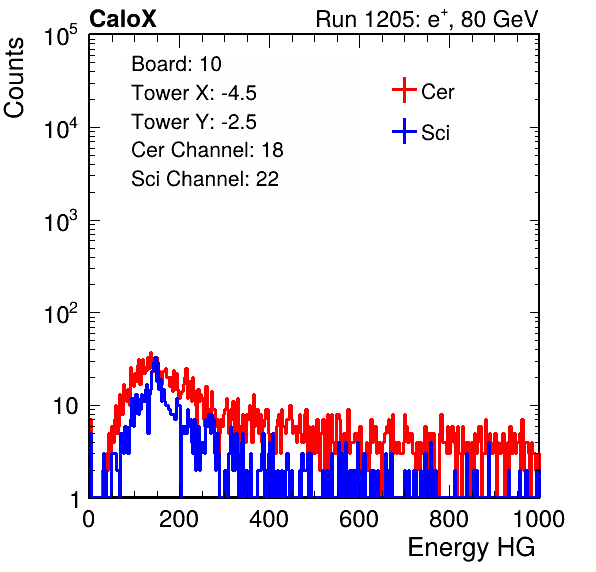 CaloX Run 1205: e+, 80 GeV
Counts
10^5
10^4
10^3
10^2
10
1
Board: 10
Tower X: -4.5
Tower Y: -2.5
Cer Channel: 18
Sci Channel: 22
Cer
Sci
0 200 400 600 800 1000
Energy HG